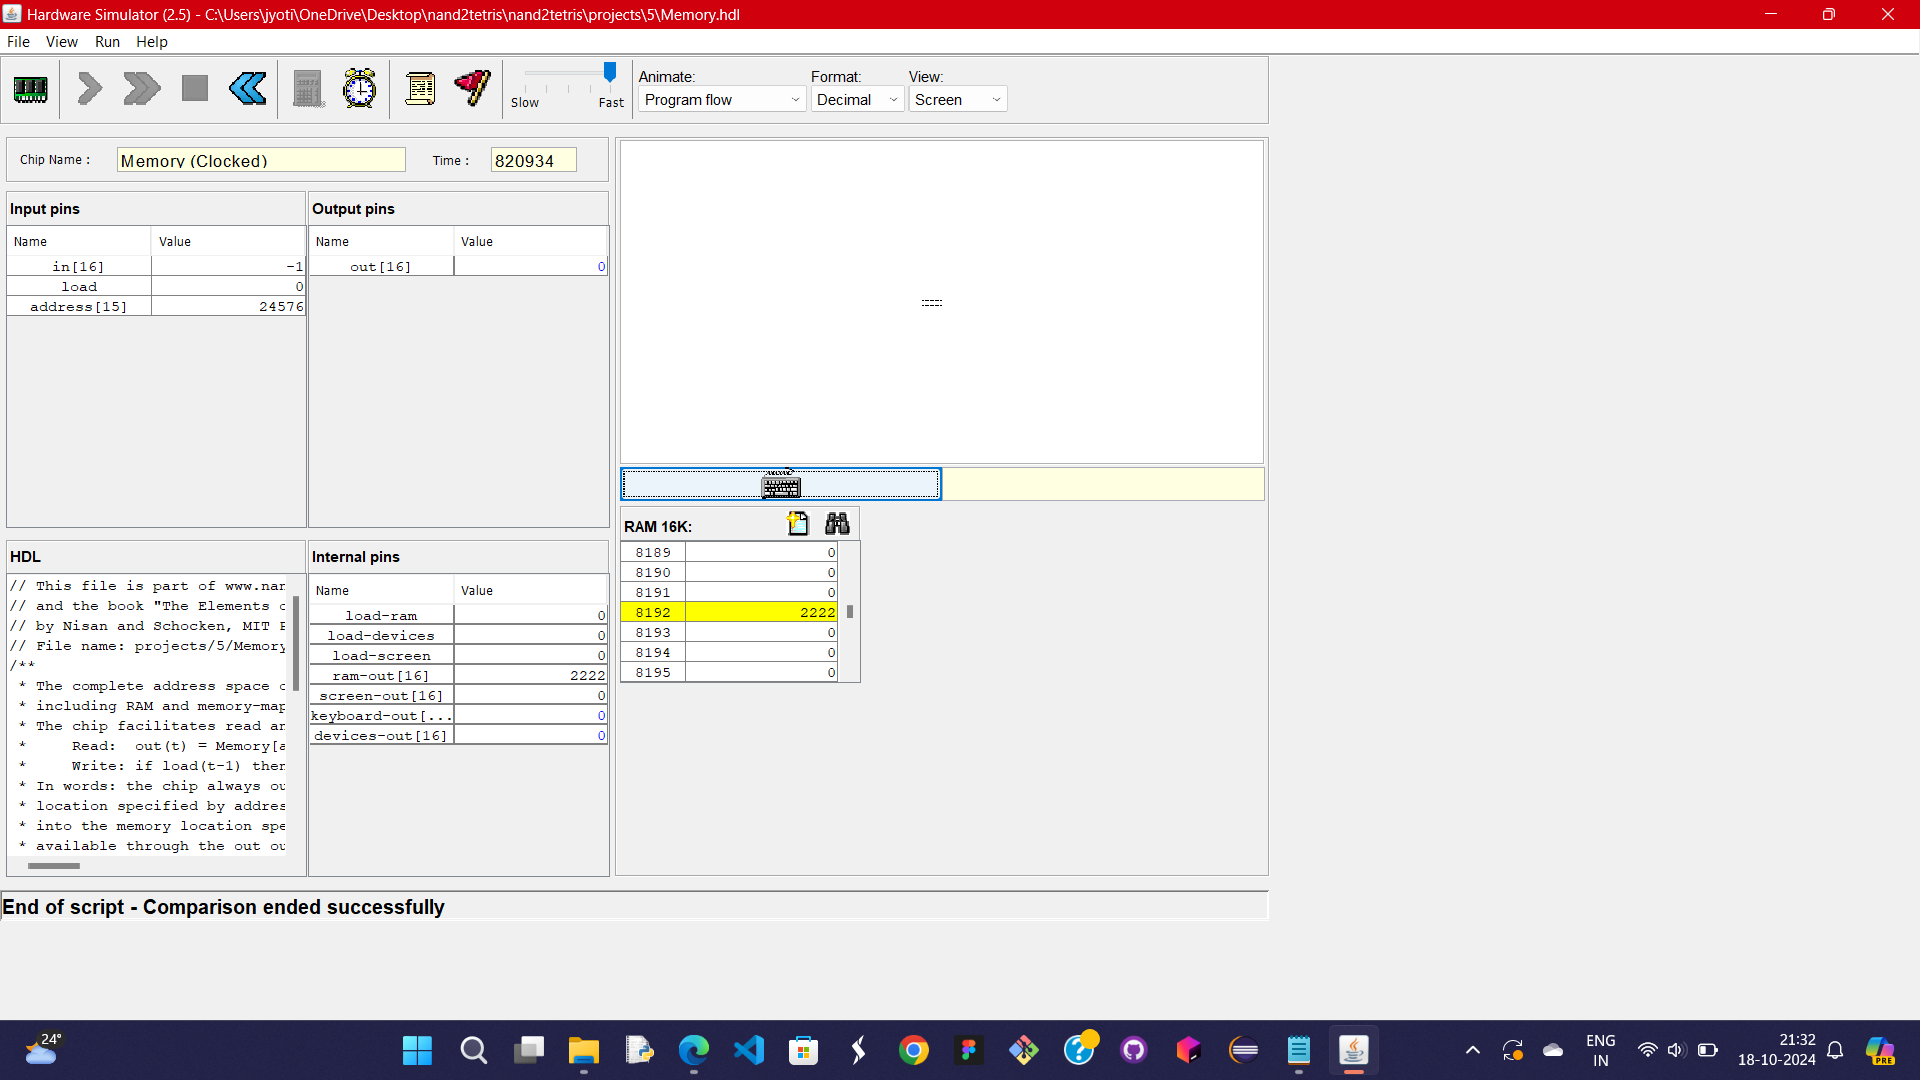 Hardware Simulator (2.5) - C:\Users\jyoti\OneDrive\Desktop\nand2tetris\nand2tetris\projects\5\Memory.hdl
File View Run Help
Slow Fast
Animate: Format: View:
Program flow Decimal Screen
Chip Name : Memory (Clocked) Time : 820934
Input pins
Name Value
in[16] -1
load 0
address[15] 24576
Output pins
Name Value
out[16] 0
RAM 16K:
8189 0
8190 0
8191 0
8192 2222
8193 0
8194 0
8195 0
HDL
// This file is part of www.nan
// and the book "The Elements o
// by Nisan and Schocken, MIT P
// File name: projects/5/Memory
/**
* The complete address space o
* including RAM and memory-map
* The chip facilitates read an
* Read: out(t) = Memory[a
* Write: if load(t-1) then
* In words: the chip always ou
* location specified by addres
* into the memory location spe
* available through the out ou
Internal pins
Name Value
load-ram 0
load-devices 0
load-screen 0
ram-out[16] 2222
screen-out[16] 0
keyboard-out[... 0
devices-out[16] 0
End of script - Comparison ended successfully
24°
ENG
IN
21:32
18-10-2024
PRE